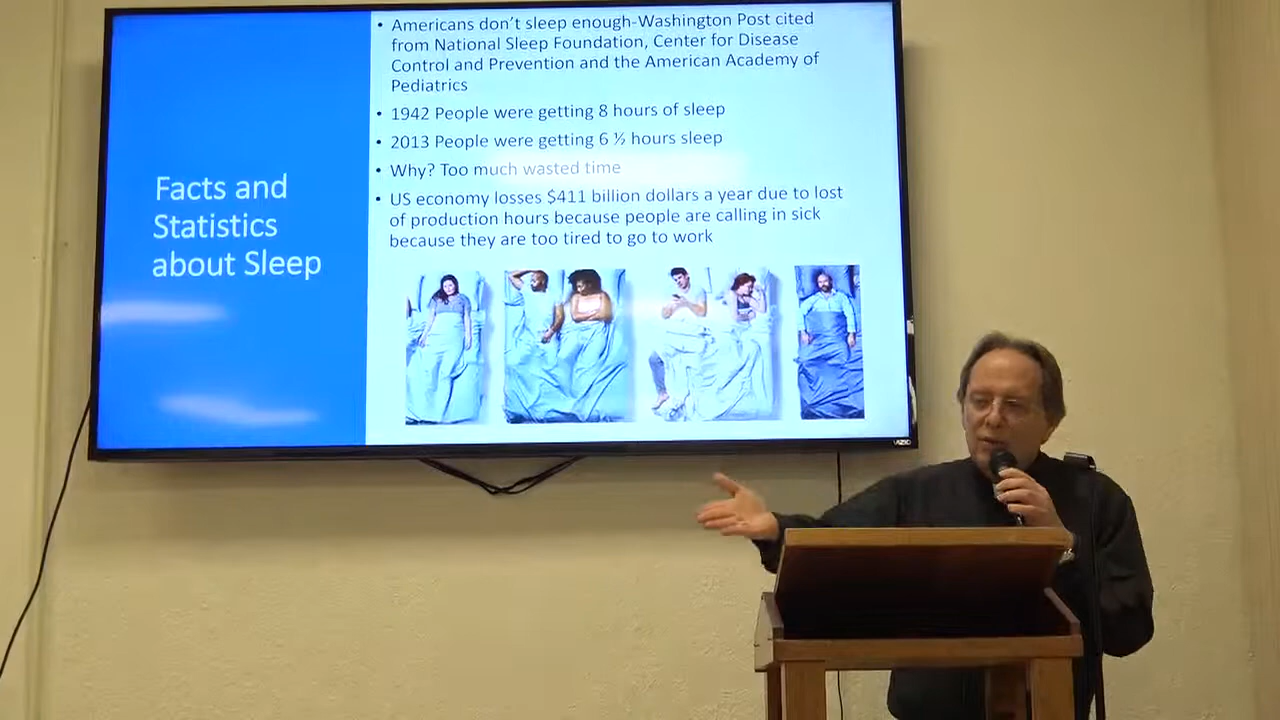 Facts and
Statistics
about Sleep
• Americans don't sleep enough-Washington Post cited
from National Sleep Foundation, Center for Disease
Control and Prevention and the American Academy of
Pediatrics
• 1942 People were getting 8 hours of sleep
• 2013 People were getting 6 ½ hours sleep
• Why? Too much wasted time
• US economy losses $411 billion dollars a year due to lost
of production hours because people are calling in sick
because they are too tired to go to work
VIZIO